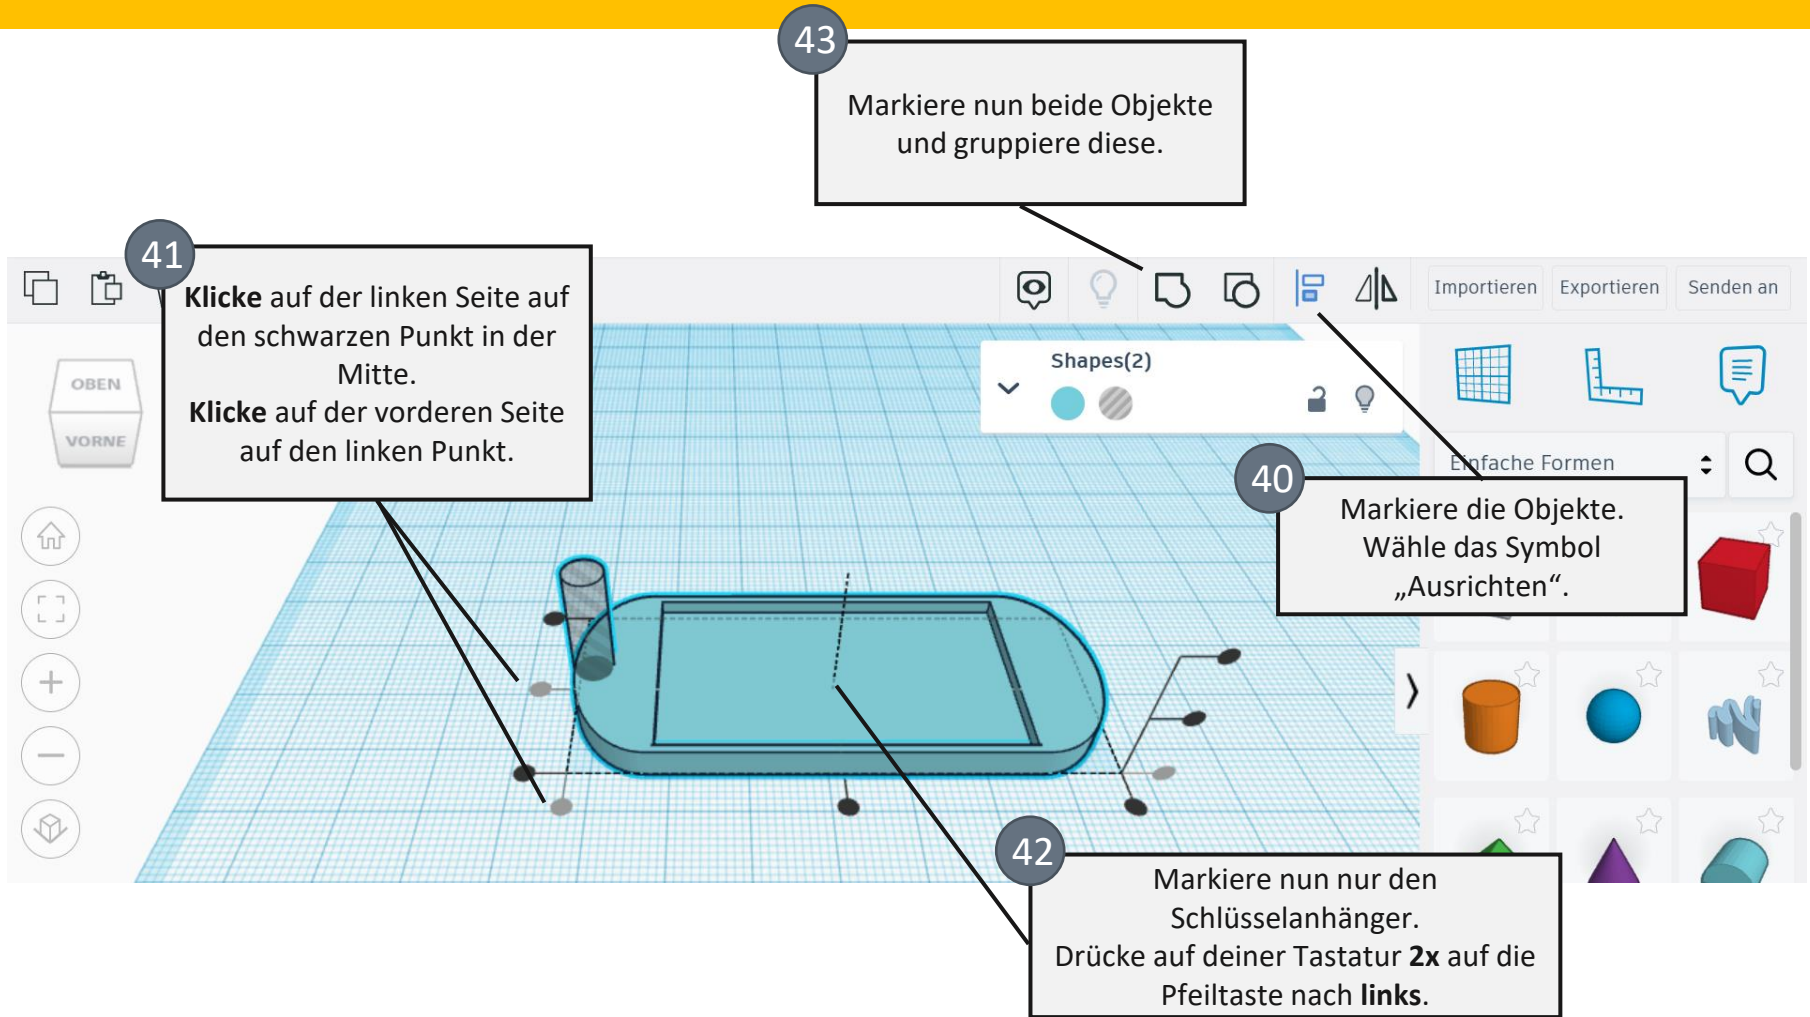 43
Markiere nun beide Objekte
und gruppiere diese.
41
Klicke auf der linken Seite auf
den schwarzen Punkt in der
Mitte.
Klicke auf der vorderen Seite
auf den linken Punkt.
Importieren
Exportieren
Senden an
OBEN
VORNE
Shapes(2)
Einfache Formen
40
Markiere die Objekte.
Wähle das Symbol
„Ausrichten“.
42
Markiere nun nur den
Schlüsselanhänger.
Drücke auf deiner Tastatur 2x auf die
Pfeiltaste nach links.